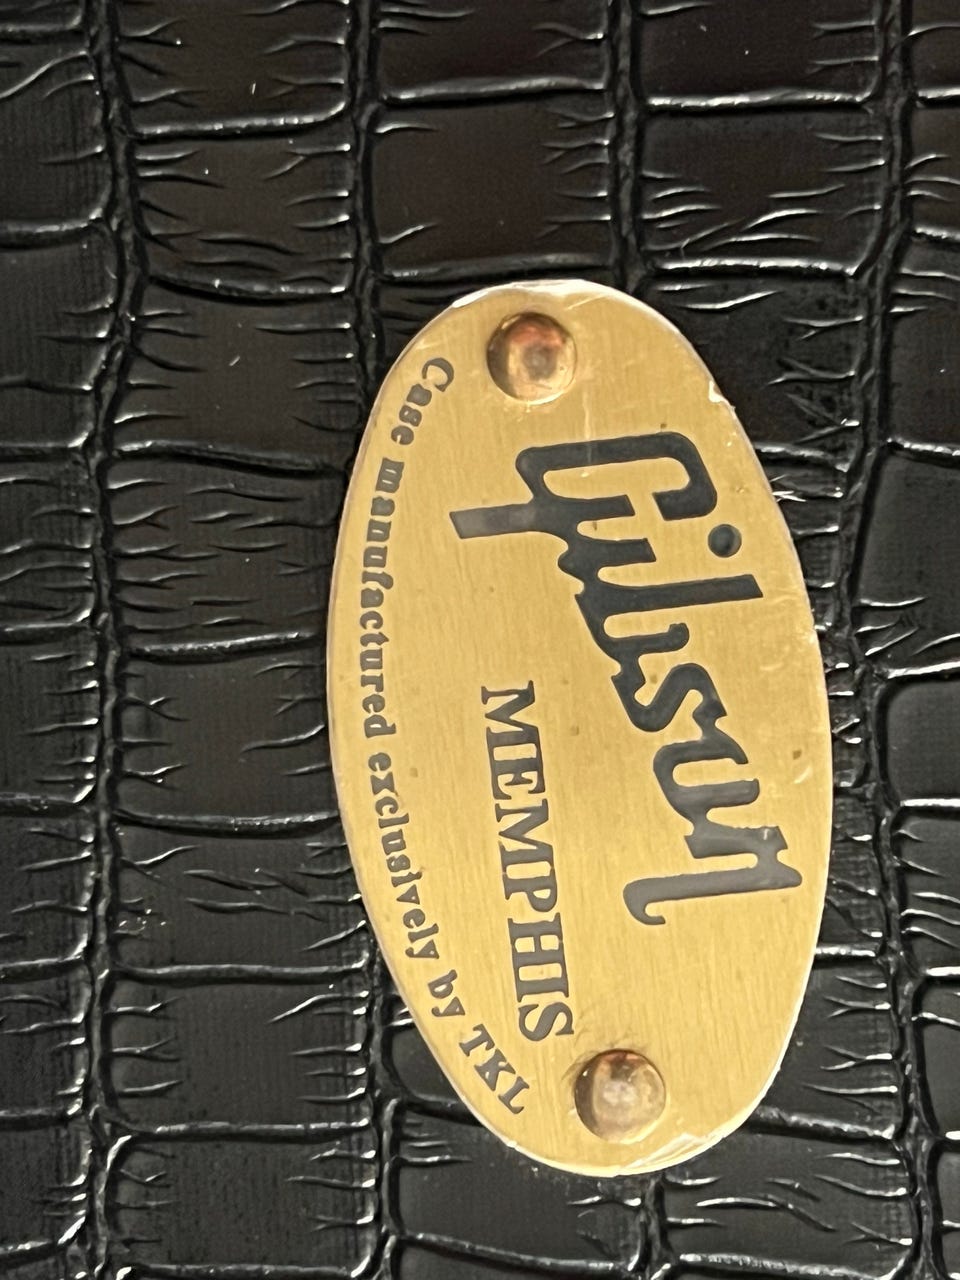 Gibson
MEMPHIS
Case manufactured exclusively by TKL